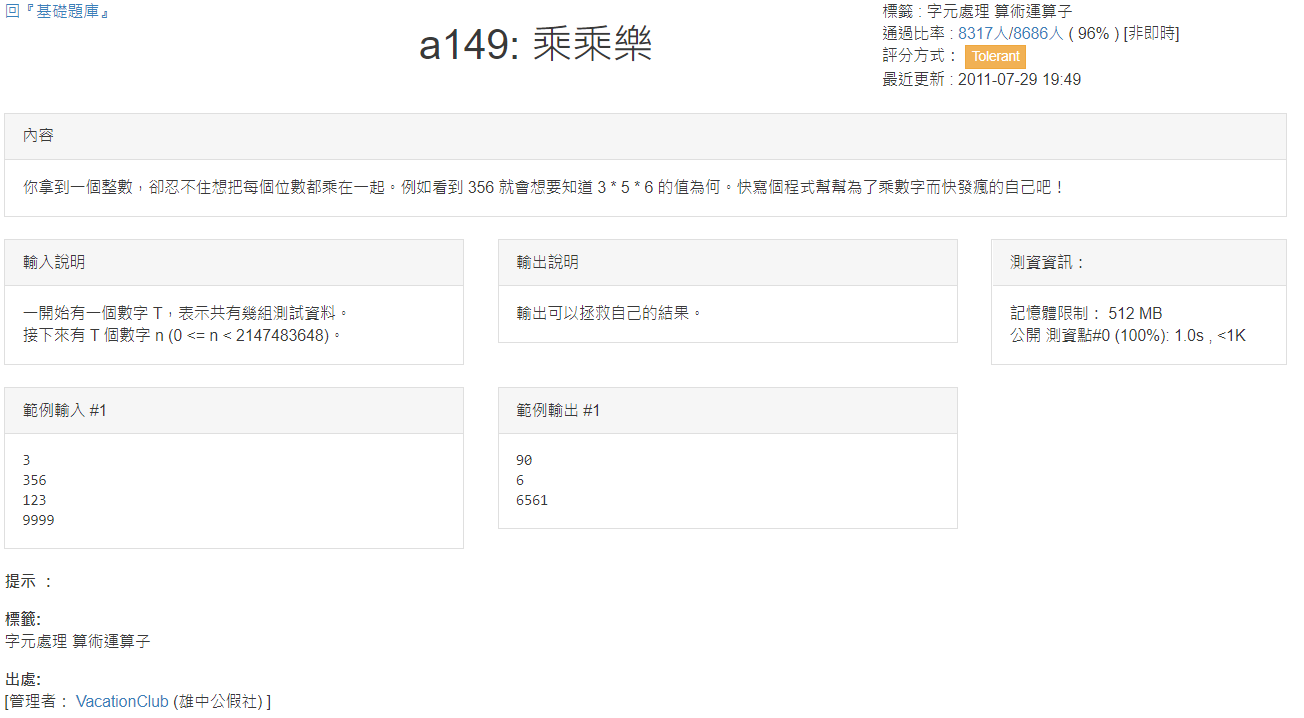 回『基礎題庫』
a149: 乘乘樂
標籤 : 字元處理 算術運算子
通過比率 : 8317人/8686人 ( 96% ) [非即時]
評分方式： Tolerant
最近更新 : 2011-07-29 19:49
內容
你拿到一個整數，卻忍不住想把每個位數都乘在一起。例如看到 356 就會想要知道 3 * 5 * 6 的值為何。快寫個程式幫幫為了乘數字而快發瘋的自己吧！
輸入說明
一開始有一個數字 T，表示共有幾組測試資料。
接下來有 T 個數字 n (0 <= n < 2147483648)。
輸出說明
輸出可以拯救自己的結果。
測資資訊：
記憶體限制： 512 MB
公開 測資點#0 (100%): 1.0s , <1K
範例輸入 #1
3
356
123
9999
範例輸出 #1
90
6
6561
提示 ：
標籤:
字元處理 算術運算子
出處:
[管理者： VacationClub (雄中公假社) ]